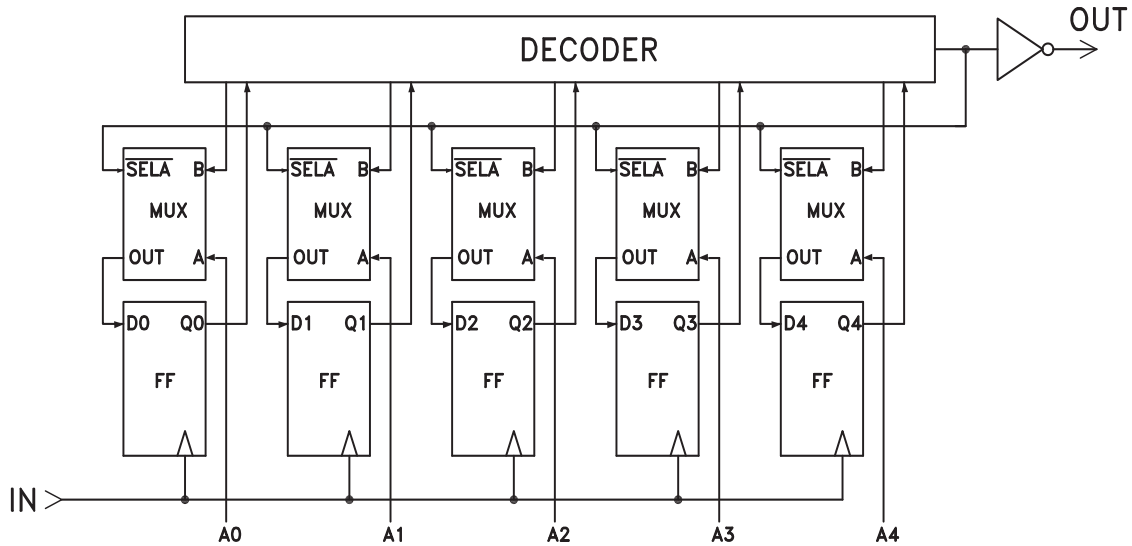 OUT
DECODER
SELA B SELA B SELA B SELA B SELA B
MUX MUX MUX MUX MUX
OUT A OUT A OUT A OUT A OUT A
D0 Q0 D1 Q1 D2 Q2 D3 Q3 D4 Q4
FF FF FF FF FF
IN
A0 A1 A2 A3 A4